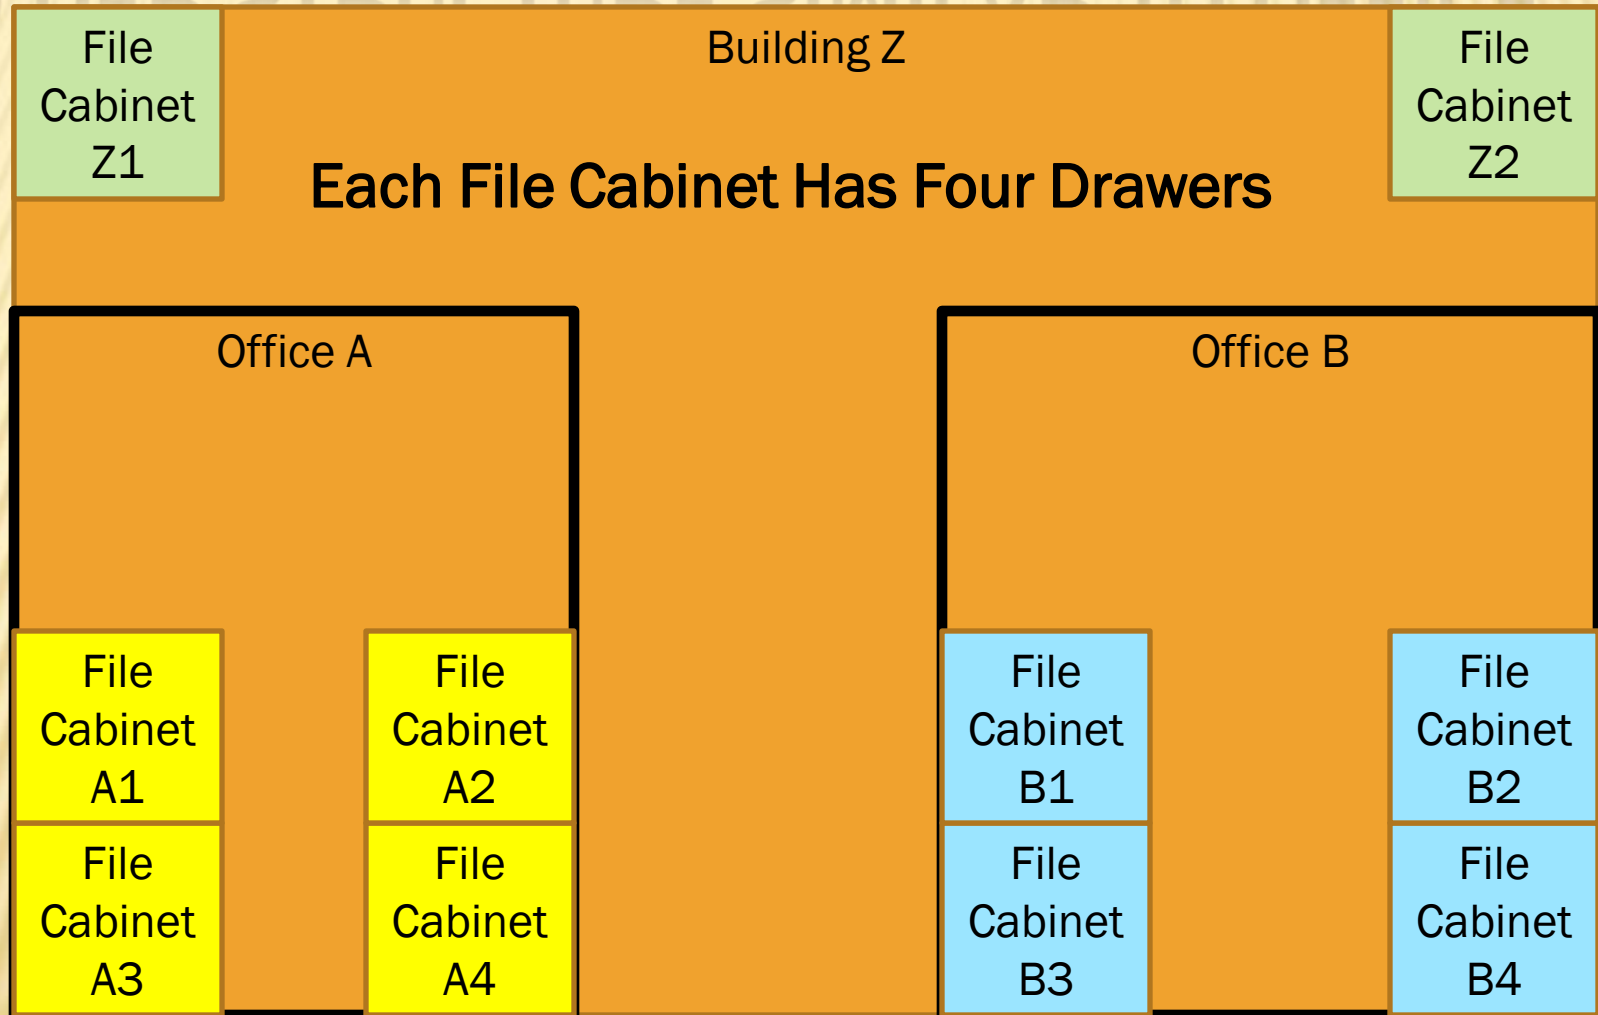 File
Cabinet
Z1
Building Z
File
Cabinet
Z2
Each File Cabinet Has Four Drawers
Office A
Office B
File
Cabinet
A1
File
Cabinet
A2
File
Cabinet
B1
File
Cabinet
B2
File
Cabinet
A3
File
Cabinet
A4
File
Cabinet
B3
File
Cabinet
B4